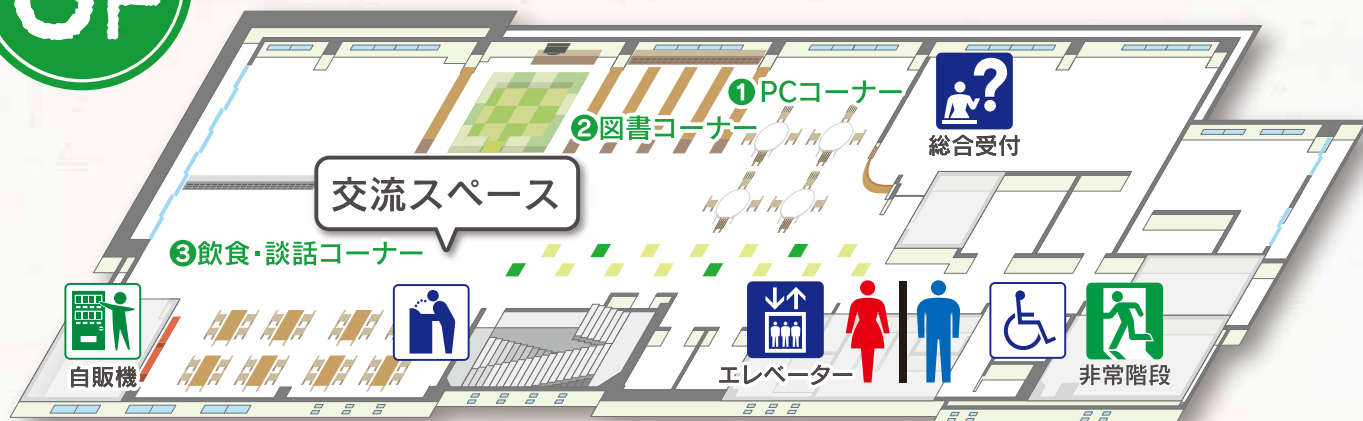 ❶PCコーナー
❷図書コーナー
総合受付
交流スペース
❸飲食・談話コーナー
自販機
エレベーター
非常階段